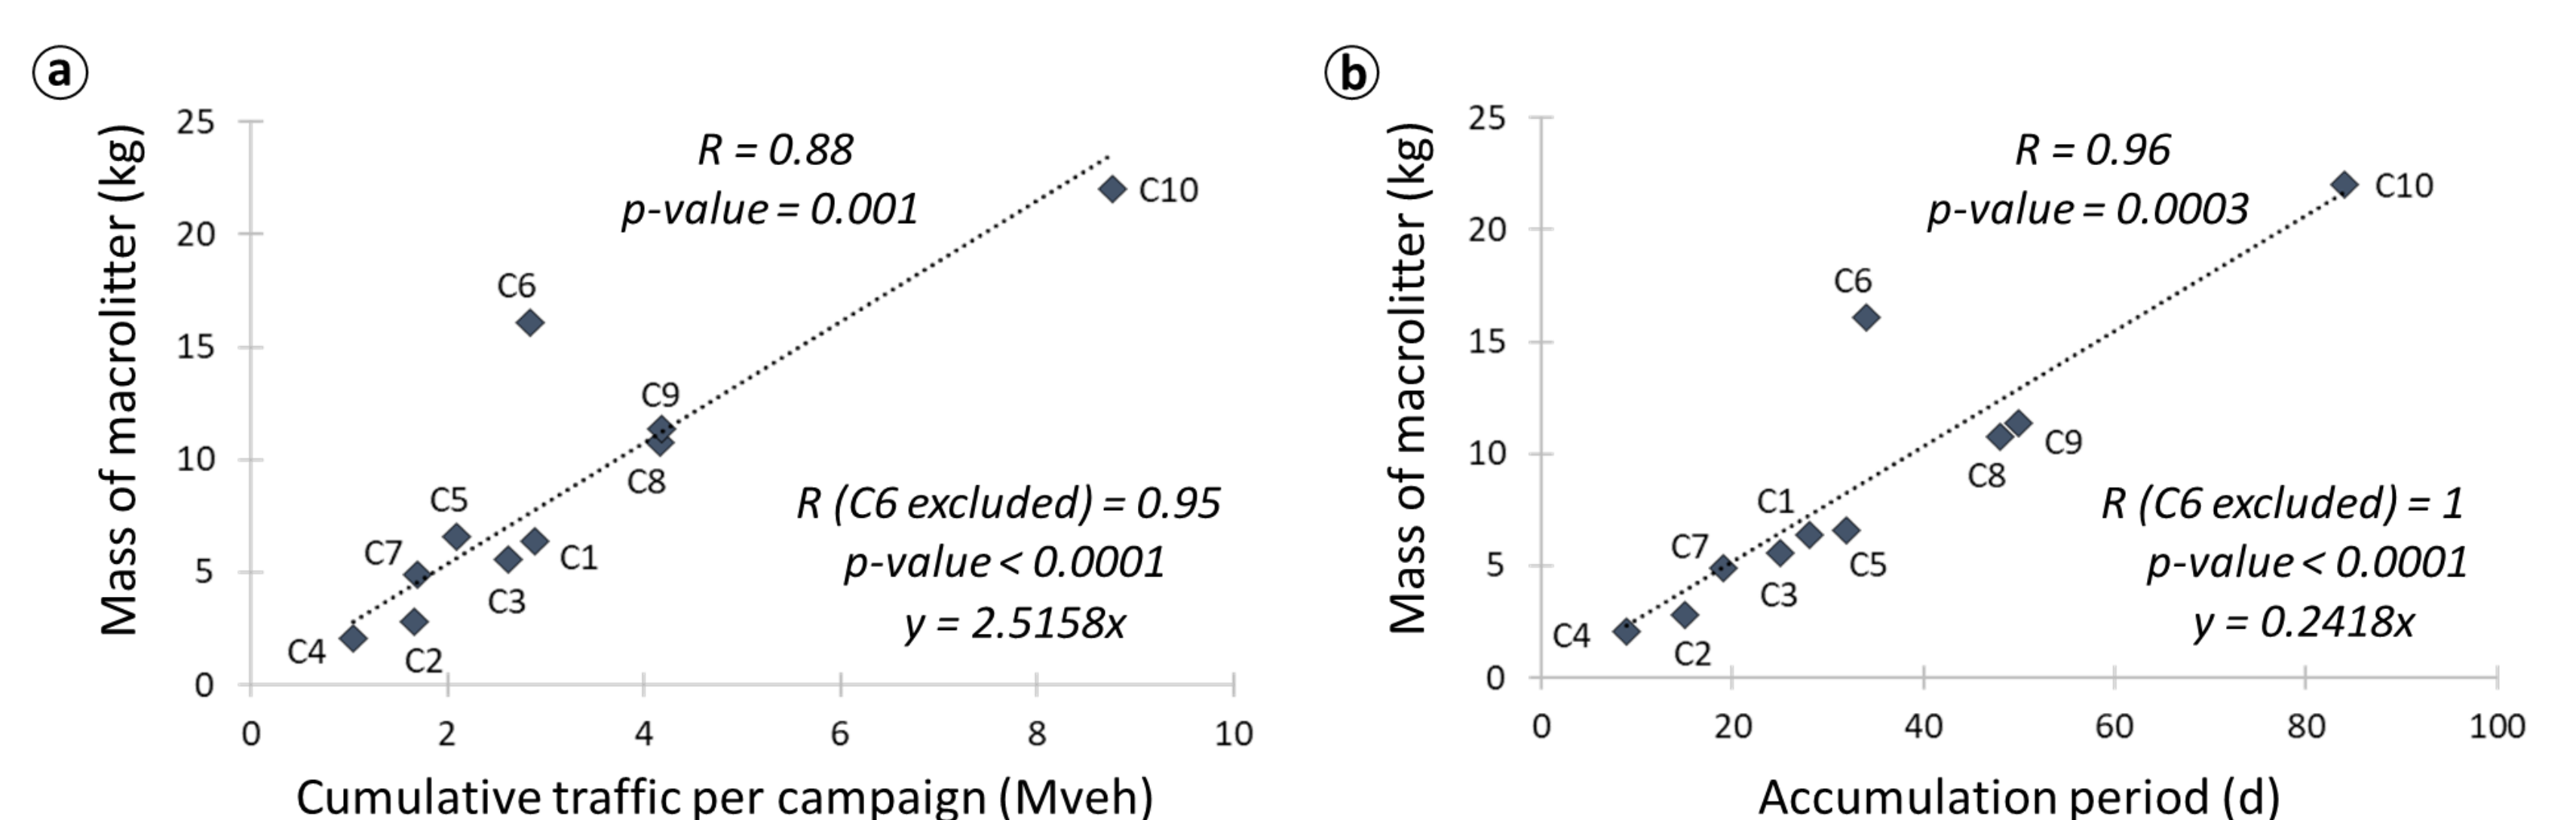 a
Mass of macrolitter (kg)
25
20
15
10
5
0
0 2 4 6 8 10
Cumulative traffic per campaign (Mveh)
R = 0.88
p-value = 0.001
C10
C6
C9
C8
C5
C7
C1
C3
C4
C2
R (C6 excluded) = 0.95
p-value < 0.0001
y = 2.5158x
b
Mass of macrolitter (kg)
25
20
15
10
5
0
0 20 40 60 80 100
Accumulation period (d)
R = 0.96
p-value = 0.0003
C10
C6
C9
C8
C1
C7
C5
C3
C4
C2
R (C6 excluded) = 1
p-value < 0.0001
y = 0.2418x